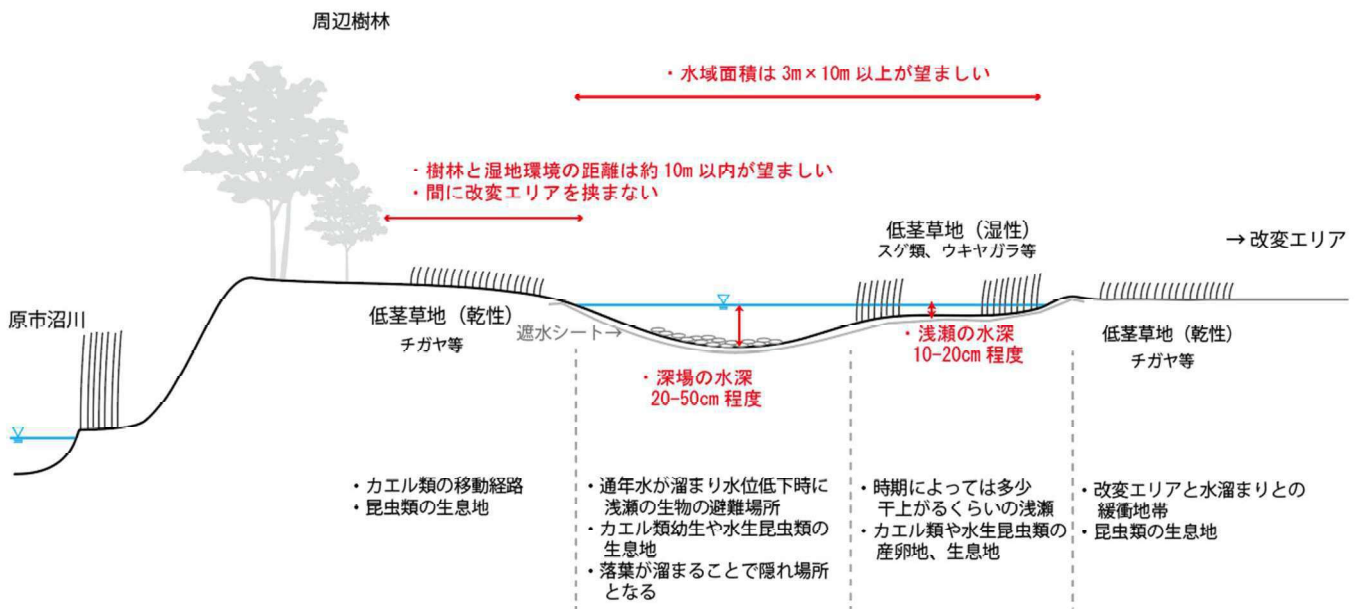 周辺樹林
・水域面積は 3m×10m 以上が望ましい
・樹林と湿地環境の距離は約 10m 以内が望ましい
・間に改変エリアを挟まない
低茎草地（湿性）
スゲ類、ウキヤガラ等
→ 改変エリア
原市沼川
低茎草地（乾性）
チガヤ等
遮水シート→
・深場の水深
20-50cm 程度
・浅瀬の水深
10-20cm 程度
低茎草地（乾性）
チガヤ等
・カエル類の移動経路
・昆虫類の生息地
・通年水が溜まり水位低下時に
浅瀬の生物の避難場所
・カエル類幼生や水生昆虫類の
生息地
・落葉が溜まることで隠れ場所
となる
・時期によっては多少
干上がるくらいの浅瀬
・カエル類や水生昆虫類の
産卵地、生息地
・改変エリアと水溜まりとの
緩衝地帯
・昆虫類の生息地